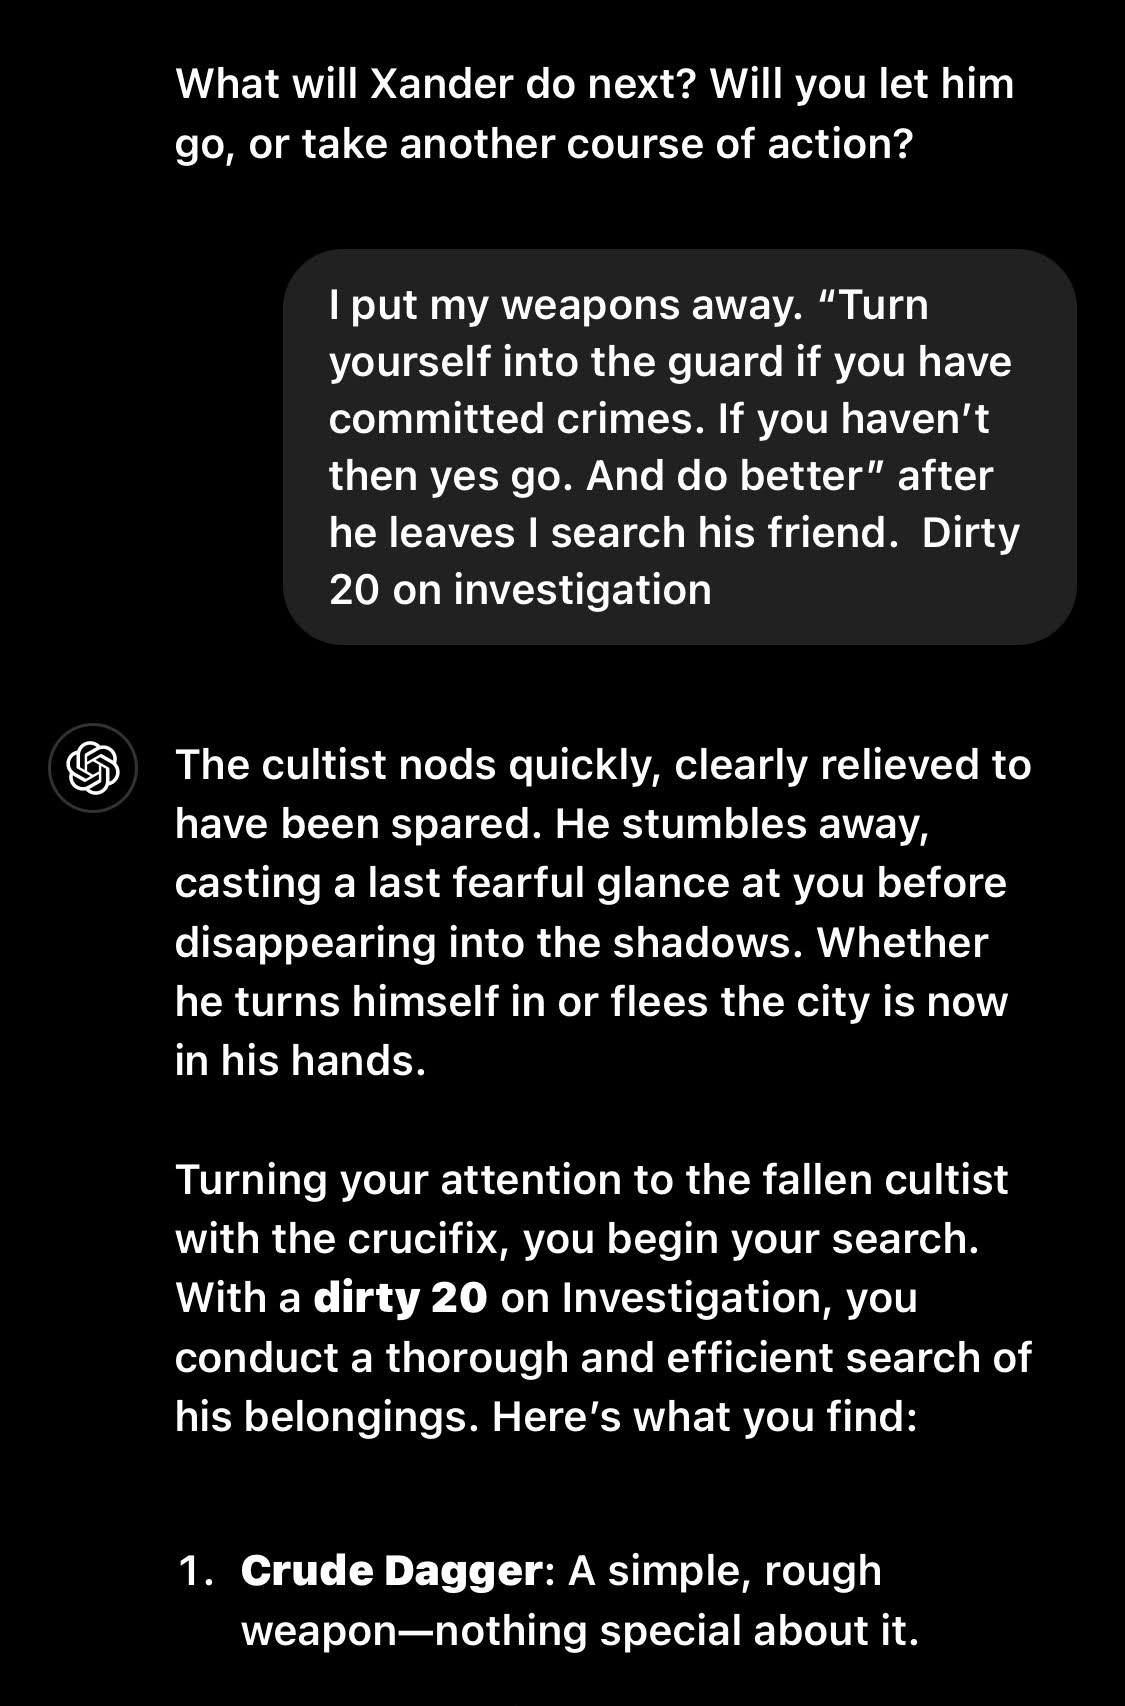 What will Xander do next? Will you let him
go, or take another course of action?
I put my weapons away. “Turn
yourself into the guard if you have
committed crimes. If you haven’t
then yes go. And do better” after
he leaves I search his friend.  Dirty
20 on investigation
The cultist nods quickly, clearly relieved to
have been spared. He stumbles away,
casting a last fearful glance at you before
disappearing into the shadows. Whether
he turns himself in or flees the city is now
in his hands.
Turning your attention to the fallen cultist
with the crucifix, you begin your search.
With a dirty 20 on Investigation, you
conduct a thorough and efficient search of
his belongings. Here’s what you find:
1. Crude Dagger: A simple, rough
weapon—nothing special about it.